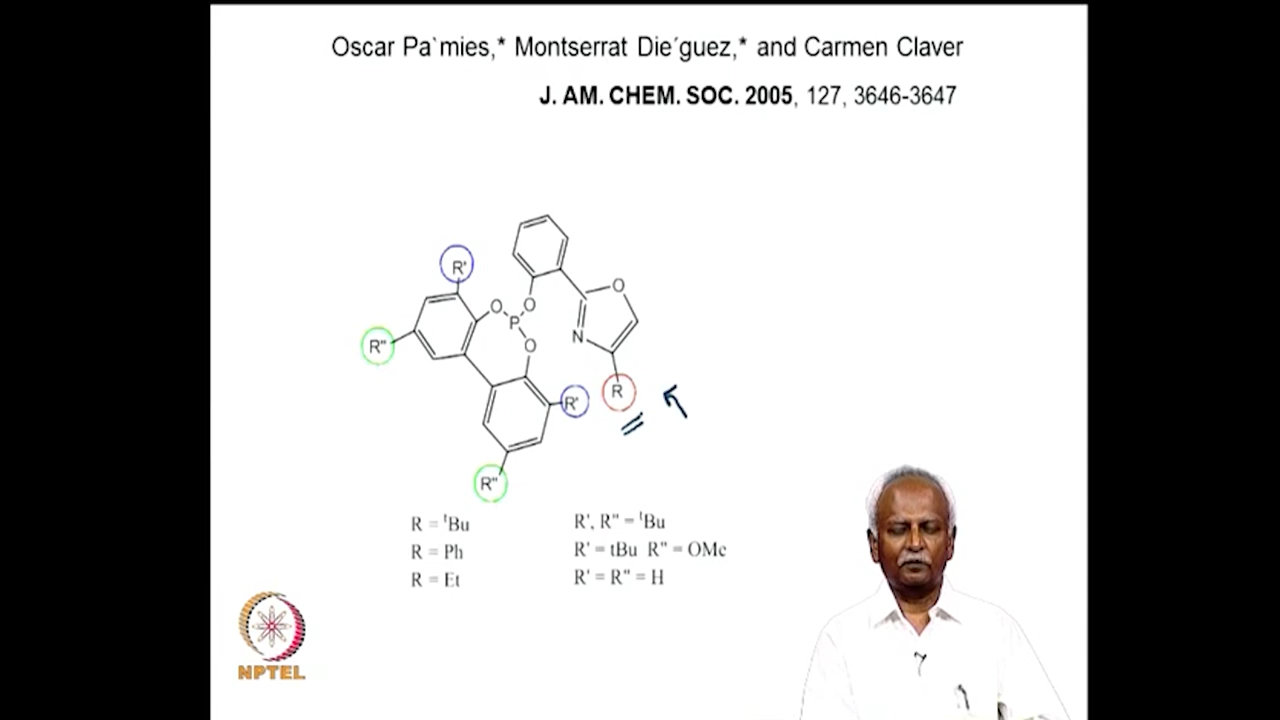 Oscar Pa`mies,* Montserrat Die´guez,* and Carmen Claver
J. AM. CHEM. SOC. 2005, 127, 3646-3647
R'
R"
O
P
O
O
O
N
R'
R
R"
R = ᵗBu
R = Ph
R = Et
R', R" = ᵗBu
R' = tBu R" = OMe
R' = R" = H
NPTEL